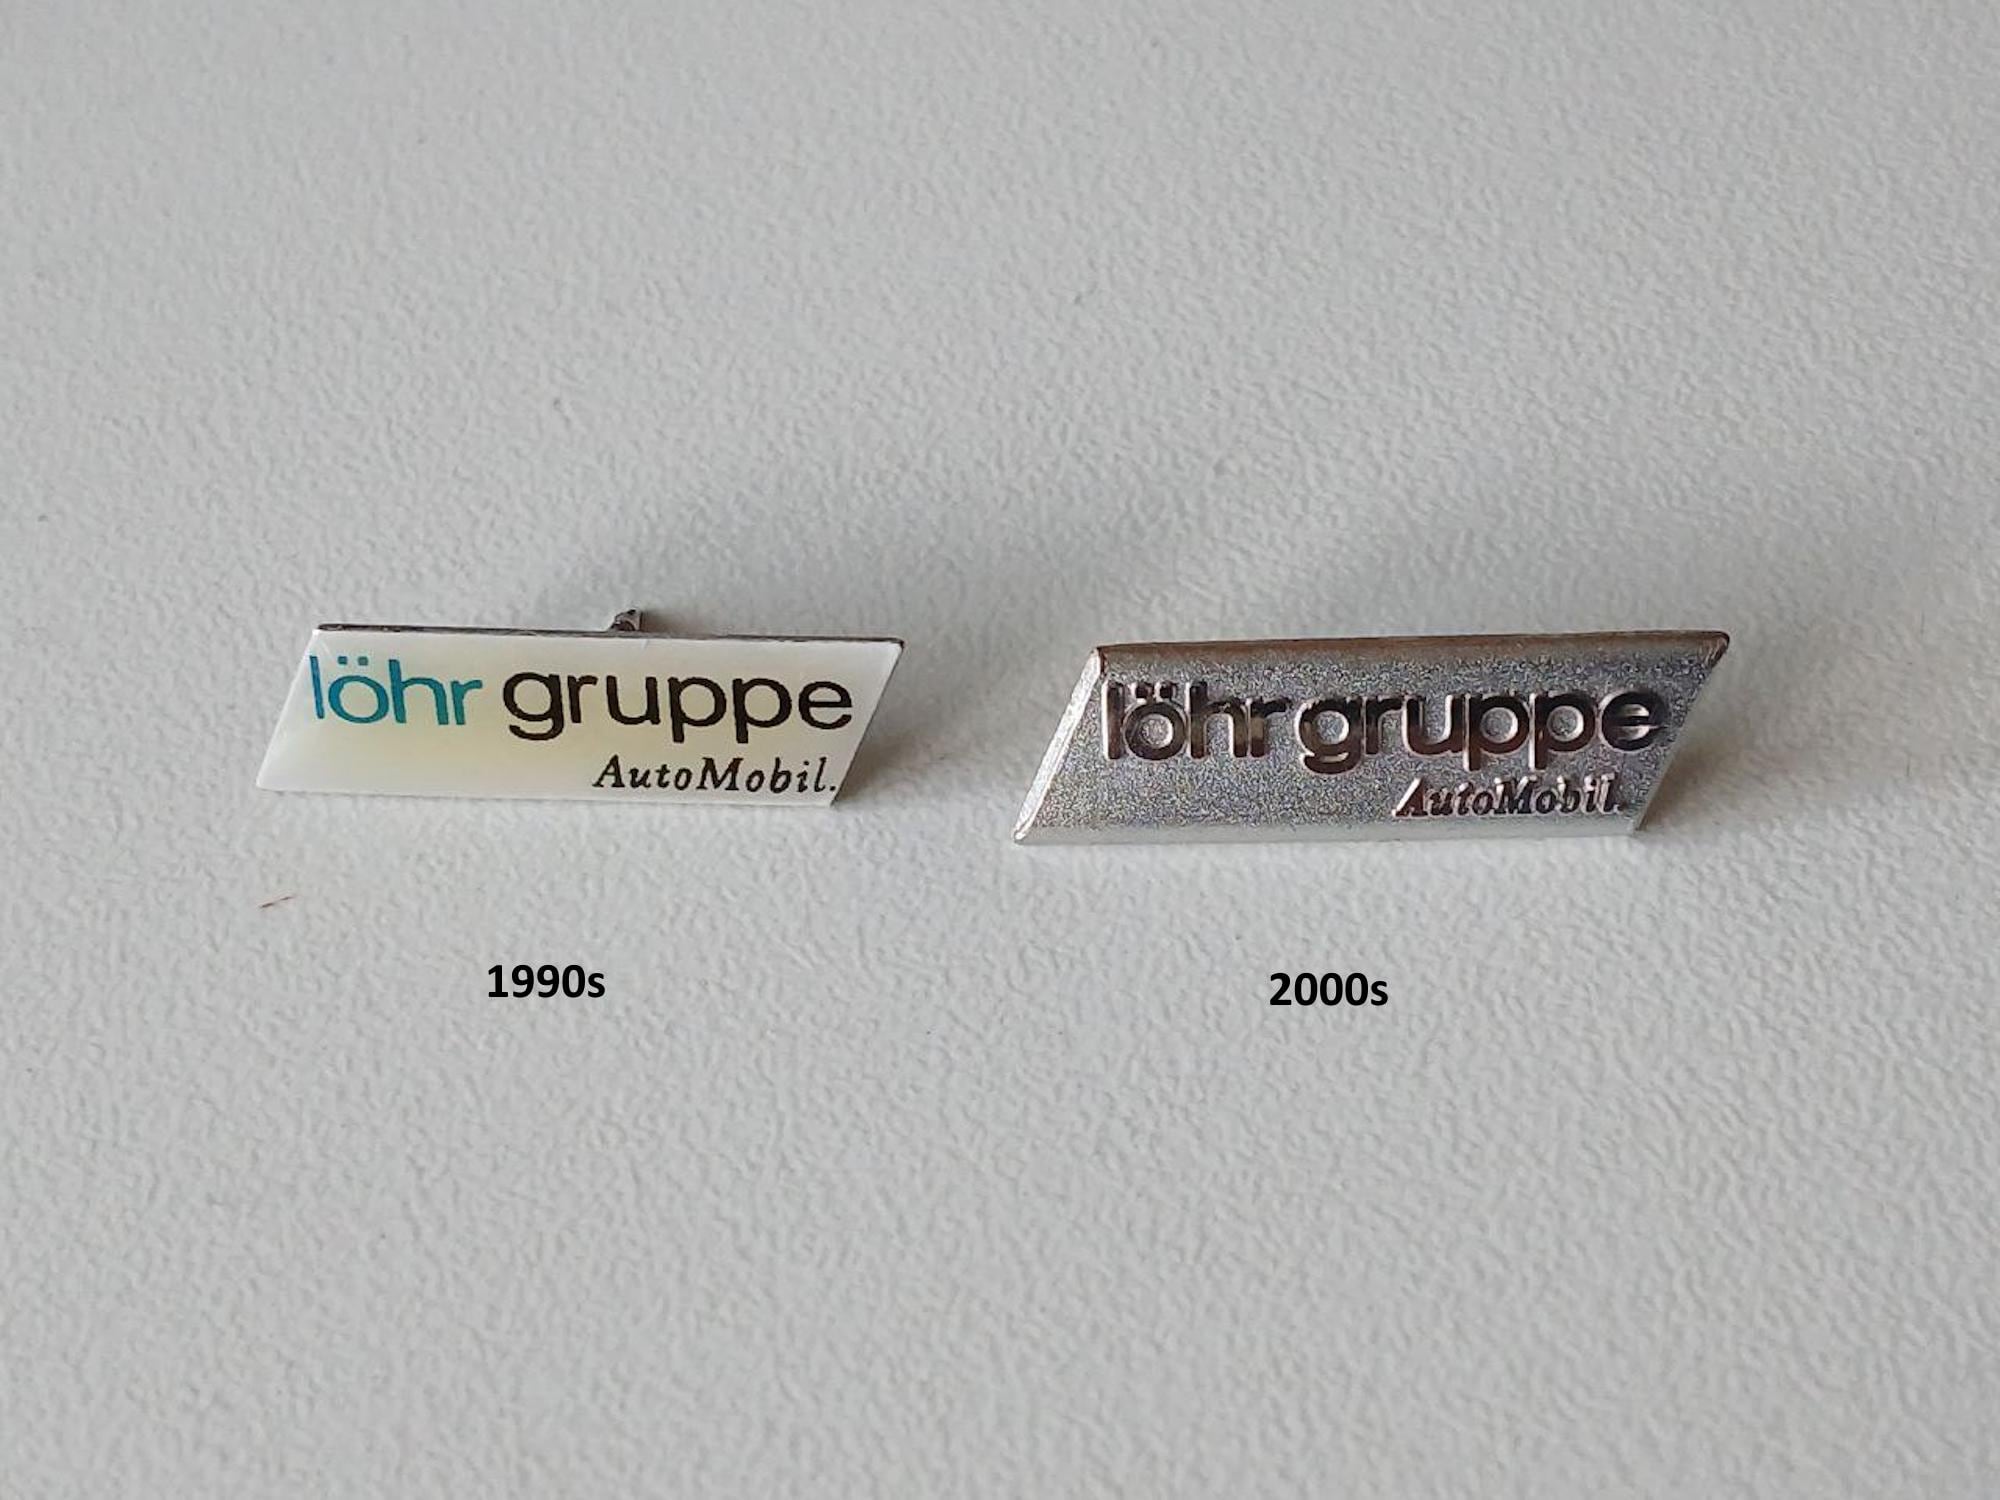 löhr gruppe
AutoMobil.
löhr gruppe
AutoMobil.
1990s
2000s